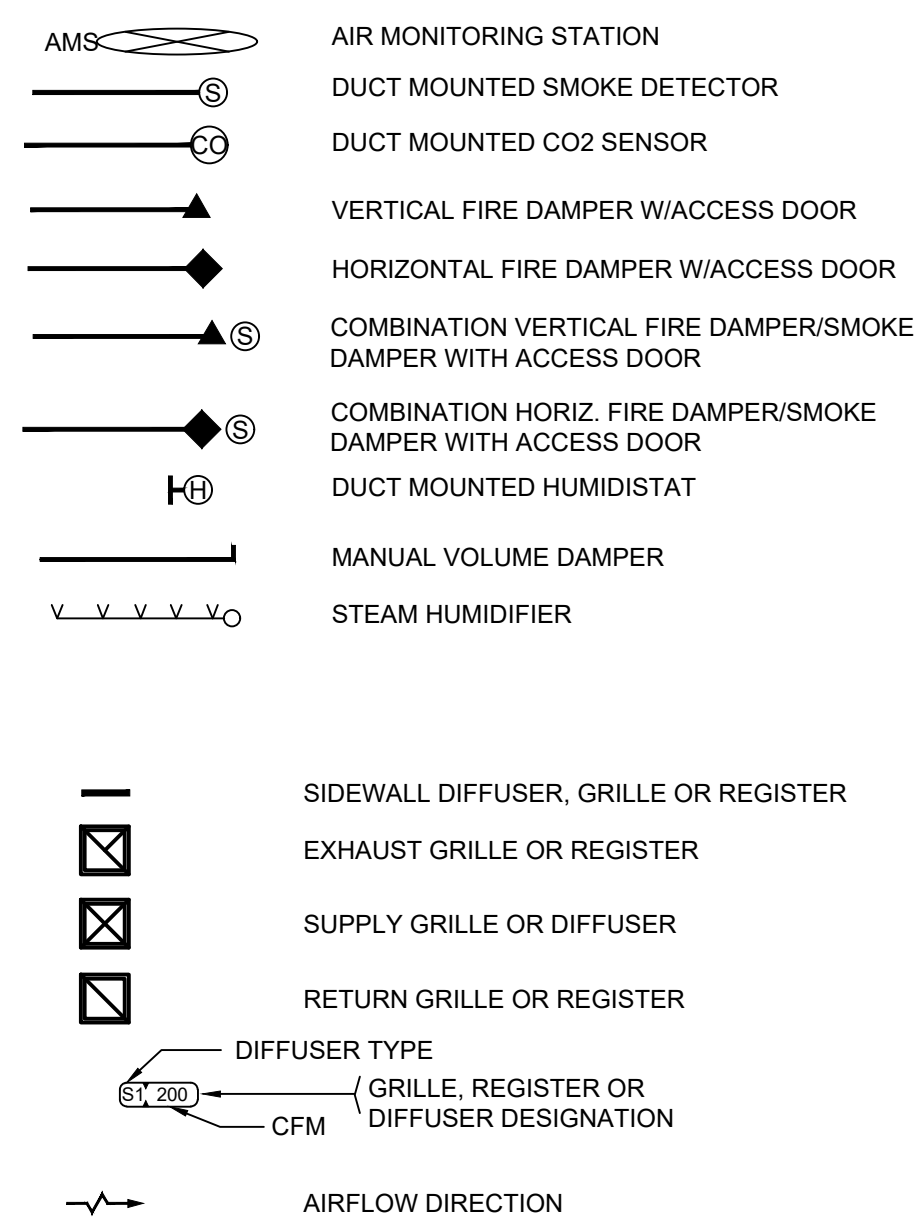 AMS AIR MONITORING STATION
S DUCT MOUNTED SMOKE DETECTOR
CO DUCT MOUNTED CO2 SENSOR
VERTICAL FIRE DAMPER W/ACCESS DOOR
HORIZONTAL FIRE DAMPER W/ACCESS DOOR
S COMBINATION VERTICAL FIRE DAMPER/SMOKE
DAMPER WITH ACCESS DOOR
S COMBINATION HORIZ. FIRE DAMPER/SMOKE
DAMPER WITH ACCESS DOOR
H DUCT MOUNTED HUMIDISTAT
MANUAL VOLUME DAMPER
STEAM HUMIDIFIER
SIDEWALL DIFFUSER, GRILLE OR REGISTER
EXHAUST GRILLE OR REGISTER
SUPPLY GRILLE OR DIFFUSER
RETURN GRILLE OR REGISTER
DIFFUSER TYPE
S1 200 GRILLE, REGISTER OR
DIFFUSER DESIGNATION
CFM
AIRFLOW DIRECTION